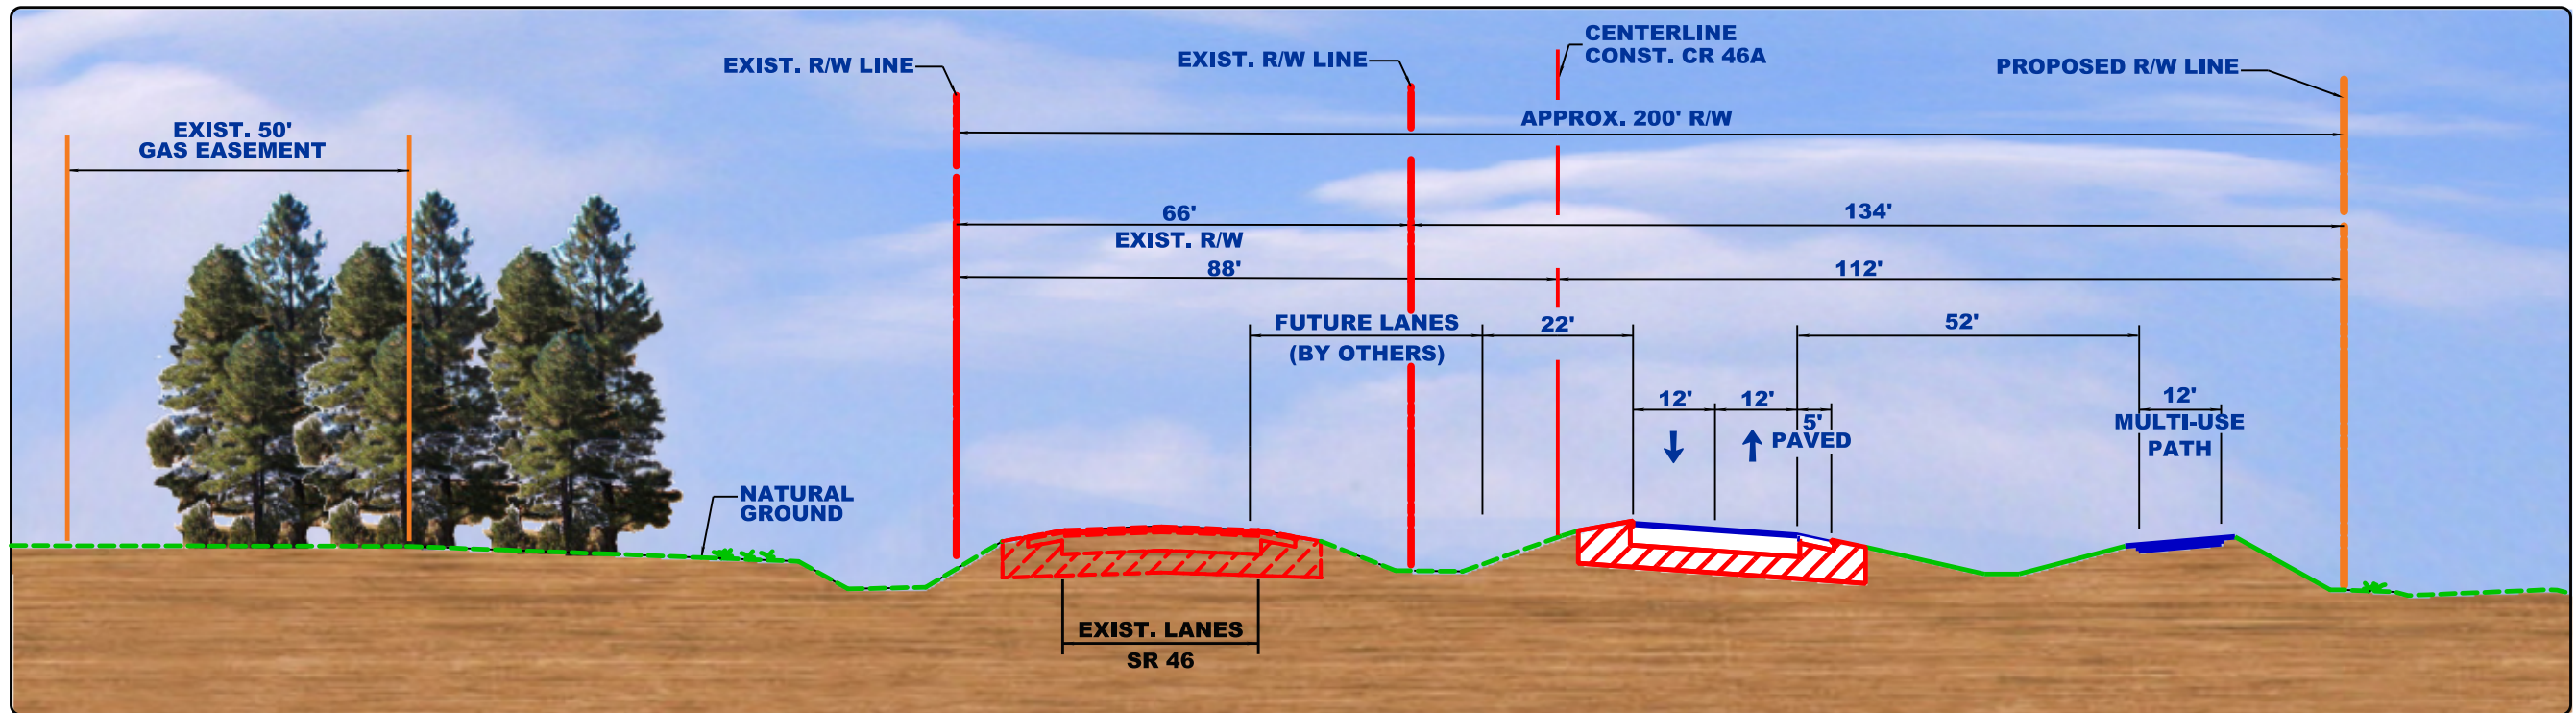 CENTERLINE
CONST. CR 46A
EXIST. R/W LINE
EXIST. R/W LINE
PROPOSED R/W LINE
APPROX. 200' R/W
EXIST. 50'
GAS EASEMENT
66'
EXIST. R/W
134'
88'
112'
FUTURE LANES
(BY OTHERS)
22'
52'
12'
12'
5'
PAVED
12'
MULTI-USE
PATH
NATURAL
GROUND
EXIST. LANES
SR 46